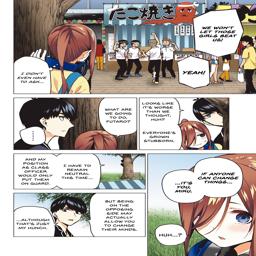 たこ焼き
WE WON'T
LET THOSE
GIRLS BEAT
US!
YEAH!
I DIDN'T
EVEN HAVE
TO ASK...
LOOKS LIKE
IT'S WORSE
THAN WE
THOUGHT,
HUH?
EVERYONE'S
GROWN
STUBBORN.
WHAT ARE
WE GOING
TO DO,
FUTARO?
...
IF ANYONE
CAN CHANGE
THINGS...
...IT'S
YOU,
MIKU.
HUH...?
I HAVE TO
REMAIN
NEUTRAL
THIS TIME...
AND MY
POSITION
AS CLASS
OFFICER
WOULD ONLY
PUT THEM
ON GUARD.
BUT BEING
ON THE
OPPOSING
SIDE MAY
ACTUALLY
ALLOW YOU
TO CHANGE
THEIR MINDS.
...ALTHOUGH
THAT'S JUST
MY HUNCH.